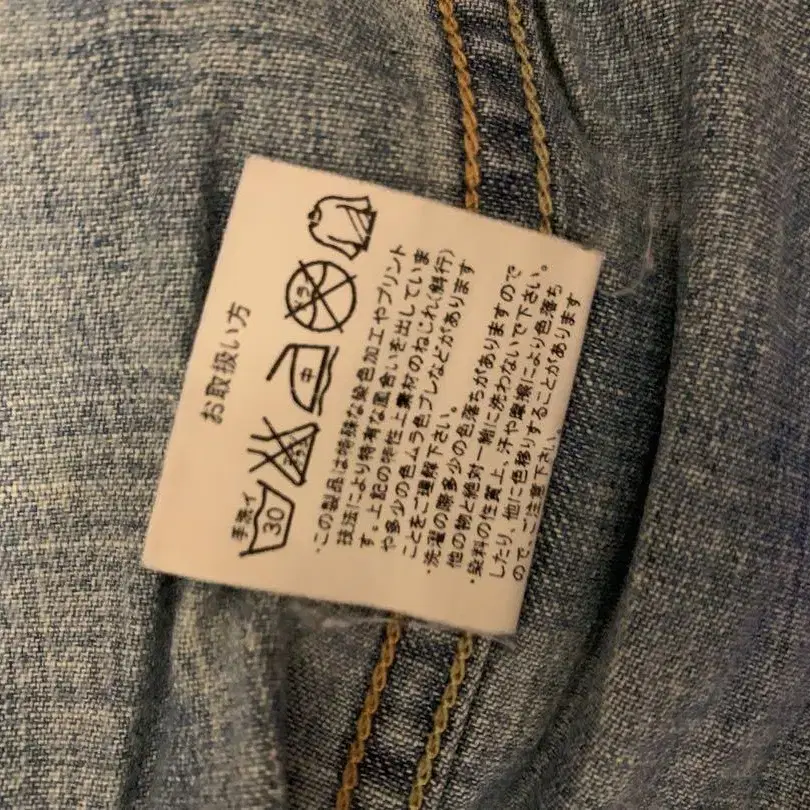 お取扱い方
手洗イ
30
中
ドライ
・この製品は特殊な染色加工やプリント
技法により特有な風合いを出していま
す。上記の特性上素材のねじれ(斜行)
や多少の色ムラ色ブレなどがあります
ことをご理解下さい。
・洗濯の際多少の色落ちがありますので
他の物と絶対一緒に洗わないで下さい。
・染料の性質上、汗や摩擦により色落ち
したり、他に色移りすることがあります
ので、ご注意下さい。